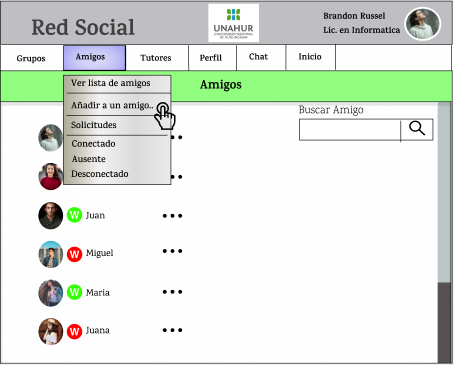 Red Social
UNAHUR
UNIVERSIDAD NACIONAL
DE HURLINGHAM
Brandon Russel
Lic. en Informatica
Grupos
Amigos
Tutores
Perfil
Chat
Inicio
Amigos
Ver lista de amigos
Añadir a un amigo..
Solicitudes
Conectado
Ausente
Desconectado
Buscar Amigo
W Juan
W Miguel
W Maria
W Juana